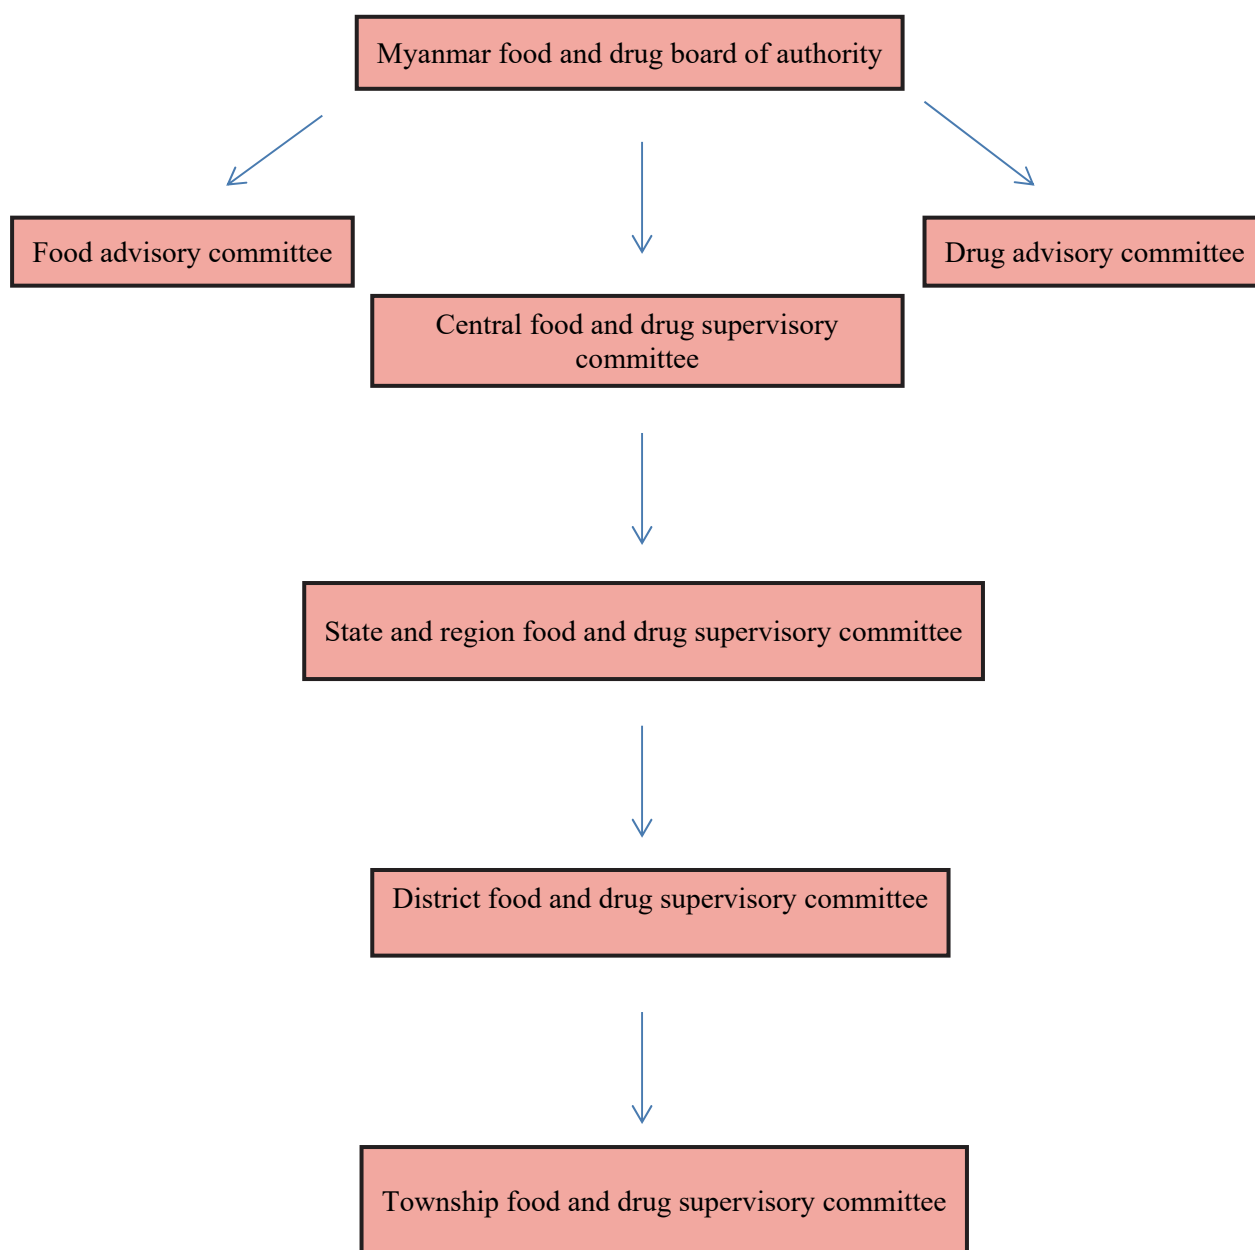 Myanmar food and drug board of authority
Food advisory committee
Drug advisory committee
Central food and drug supervisory
committee
State and region food and drug supervisory committee
District food and drug supervisory committee
Township food and drug supervisory committee